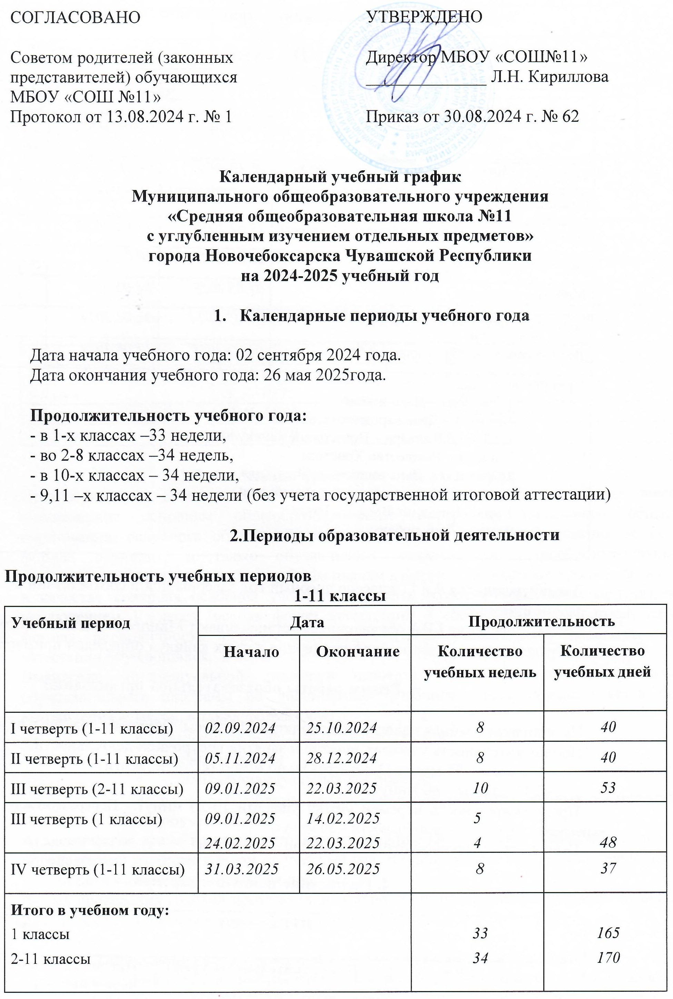 СОГЛАСОВАНО
Советом родителей (законных
представителей) обучающихся
МБОУ «СОШ №11»
Протокол от 13.08.2024 г. № 1
УТВЕРЖДЕНО
Директор МБОУ «СОШ№11»
______________ Л.Н. Кириллова
Приказ от 30.08.2024 г. № 62
Календарный учебный график
Муниципального общеобразовательного учреждения
«Средняя общеобразовательная школа №11
с углубленным изучением отдельных предметов»
города Новочебоксарска Чувашской Республики
на 2024-2025 учебный год
1. Календарные периоды учебного года
Дата начала учебного года: 02 сентября 2024 года.
Дата окончания учебного года: 26 мая 2025года.
Продолжительность учебного года:
- в 1-х классах –33 недели,
- во 2-8 классах –34 недель,
- в 10-х классах – 34 недели,
- 9,11 –х классах – 34 недели (без учета государственной итоговой аттестации)
2.Периоды образовательной деятельности
Продолжительность учебных периодов
1-11 классы
Учебный период Дата Продолжительность
Начало Окончание Количество Количество
учебных недель учебных дней
I четверть (1-11 классы) 02.09.2024 25.10.2024 8 40
II четверть (1-11 классы) 05.11.2024 28.12.2024 8 40
III четверть (2-11 классы) 09.01.2025 22.03.2025 10 53
III четверть (1 классы) 09.01.2025 14.02.2025 5
24.02.2025 22.03.2025 4 48
IV четверть (1-11 классы) 31.03.2025 26.05.2025 8 37
Итого в учебном году:
1 классы 33 165
2-11 классы 34 170